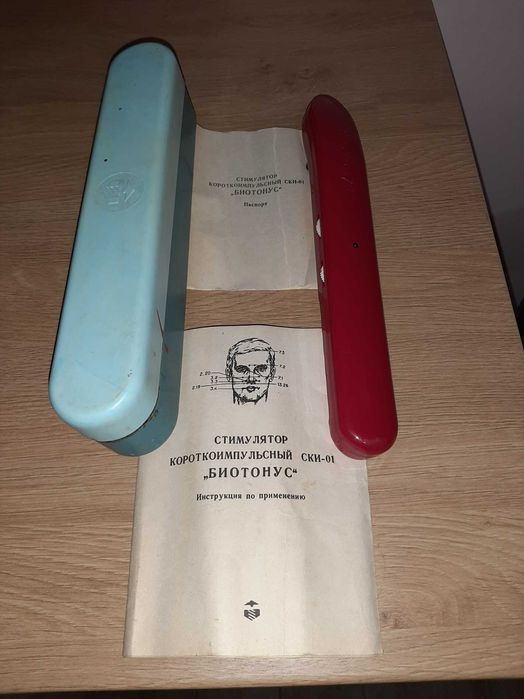 СТИМУЛЯТОР
КОРОТКОИМПУЛЬСНЫЙ СКИ-01
„БИОТОНУС“
Паспорт
СТИМУЛЯТОР
КОРОТКОИМПУЛЬСНЫЙ СКИ-01
„БИОТОНУС“
Инструкция по применению